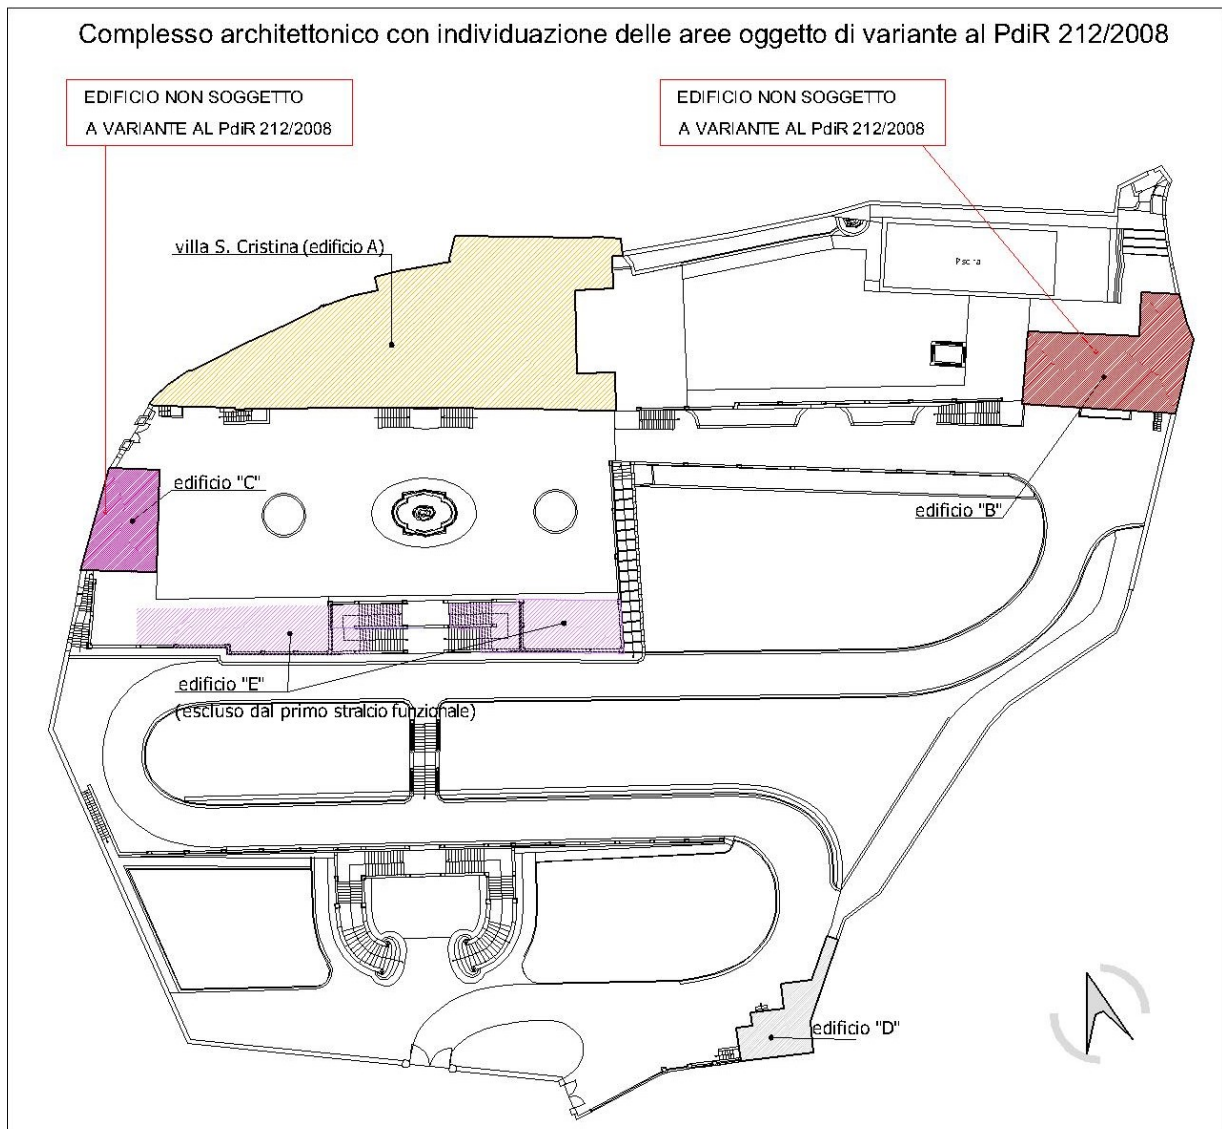 Complesso architettonico con individuazione delle aree oggetto di variante al PdiR 212/2008
EDIFICIO NON SOGGETTO
A VARIANTE AL PdiR 212/2008
EDIFICIO NON SOGGETTO
A VARIANTE AL PdiR 212/2008
villa S. Cristina (edificio A)
Piscina
edificio "C"
edificio "B"
edificio "E"
(escluso dal primo stralcio funzionale)
edificio "D"